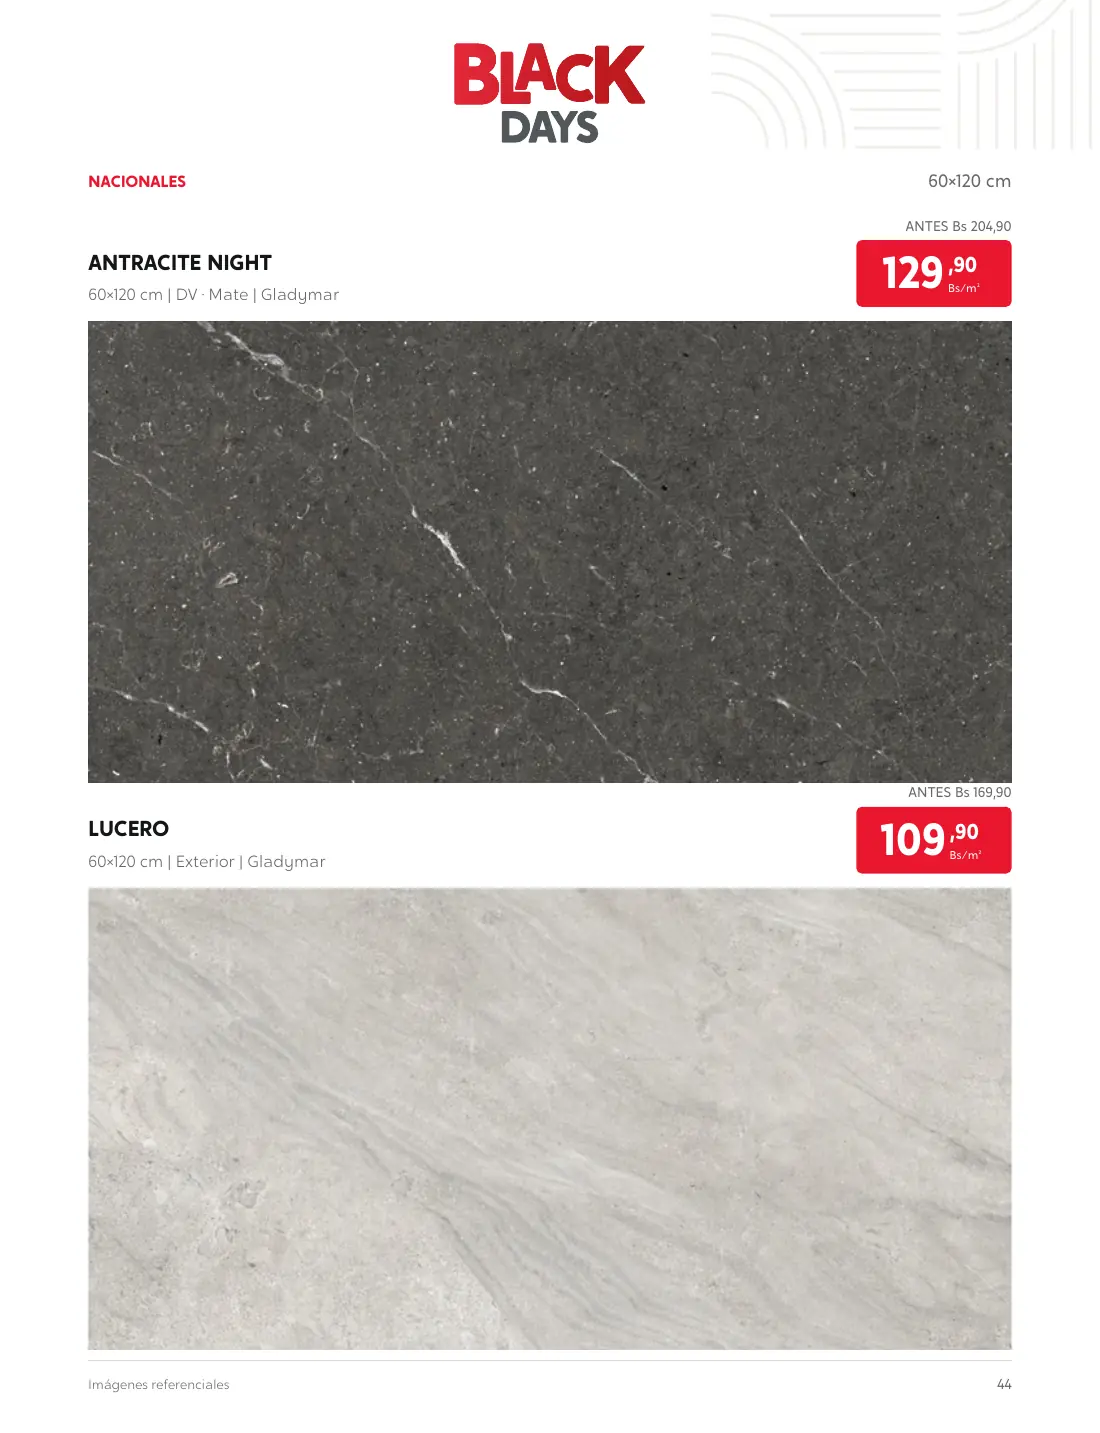 BLACK
DAYS
NACIONALES
60×120 cm
ANTES Bs 204,90
ANTRACITE NIGHT
129,90
Bs/m²
60×120 cm | DV · Mate | Gladymar
ANTES Bs 169,90
LUCERO
109,90
Bs/m²
60×120 cm | Exterior | Gladymar
Imágenes referenciales
44